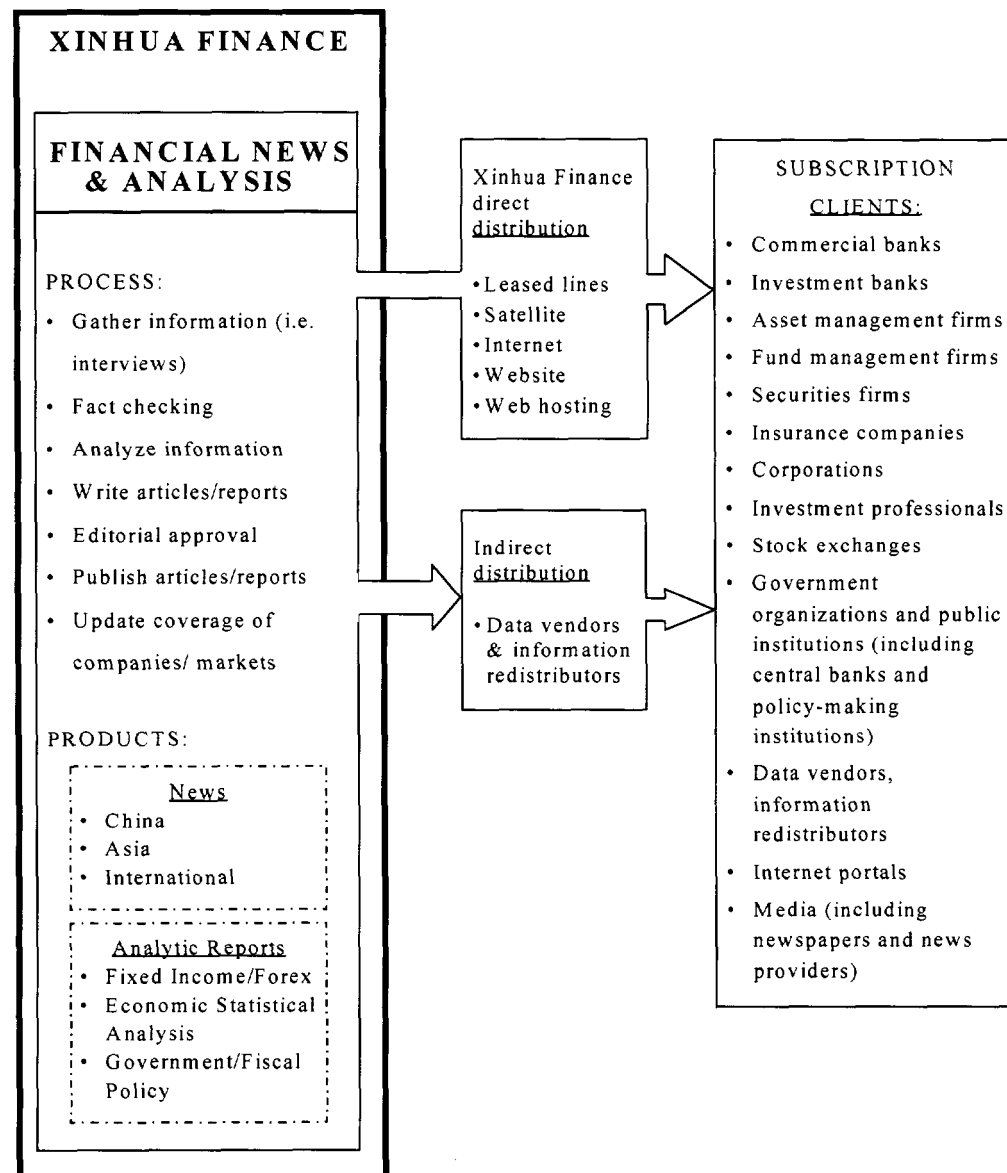 XINHUA FINANCE
FINANCIAL NEWS
& ANALYSIS
PROCESS:
• Gather information (i.e.
interviews)
• Fact checking
• Analyze information
• Write articles/reports
• Editorial approval
• Publish articles/reports
• Update coverage of
companies/ markets
PRODUCTS:
News
• China
• Asia
• International
Analytic Reports
• Fixed Income/Forex
• Economic Statistical
Analysis
• Government/Fiscal
Policy
Xinhua Finance
direct
distribution
• Leased lines
• Satellite
• Internet
• Website
• Web hosting
Indirect
distribution
• Data vendors
& information
redistributors
SUBSCRIPTION
CLIENTS:
• Commercial banks
• Investment banks
• Asset management firms
• Fund management firms
• Securities firms
• Insurance companies
• Corporations
• Investment professionals
• Stock exchanges
• Government
organizations and public
institutions (including
central banks and
policy-making
institutions)
• Data vendors,
information
redistributors
• Internet portals
• Media (including
newspapers and news
providers)